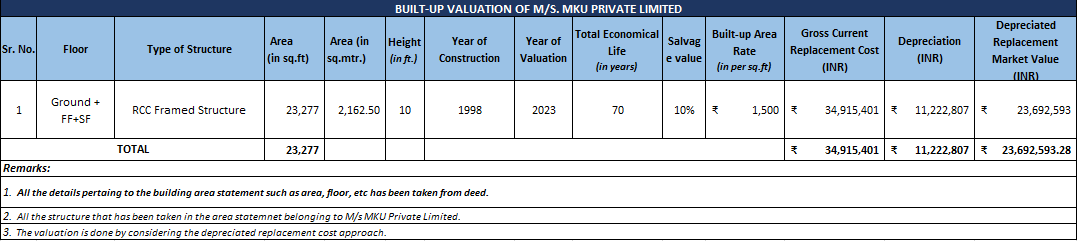 BUILT-UP VALUATION OF M/S. MKU PRIVATE LIMITED
Sr. No. Floor Type of Structure Area (in sq.ft) Area (in sq.mtr.) Height (in ft.) Year of Construction Year of Valuation Total Economical Life (in years) Salvag e value Built-up Area Rate (in per sq.ft) Gross Current Replacement Cost (INR) Depreciation (INR) Depreciated Replacement Market Value (INR)
1 Ground + FF+SF RCC Framed Structure 23,277 2,162.50 10 1998 2023 70 10% ₹ 1,500 ₹ 34,915,401 ₹ 11,222,807 ₹ 23,692,593
TOTAL 23,277 ₹ 34,915,401 ₹ 11,222,807 ₹ 23,692,593.28
Remarks:
1. All the details pertaing to the building area statement such as area, floor, etc has been taken from deed.
2. All the structure that has been taken in the area statemnet belonging to M/s MKU Private Limited.
3. The valuation is done by considering the depreciated replacement cost approach.